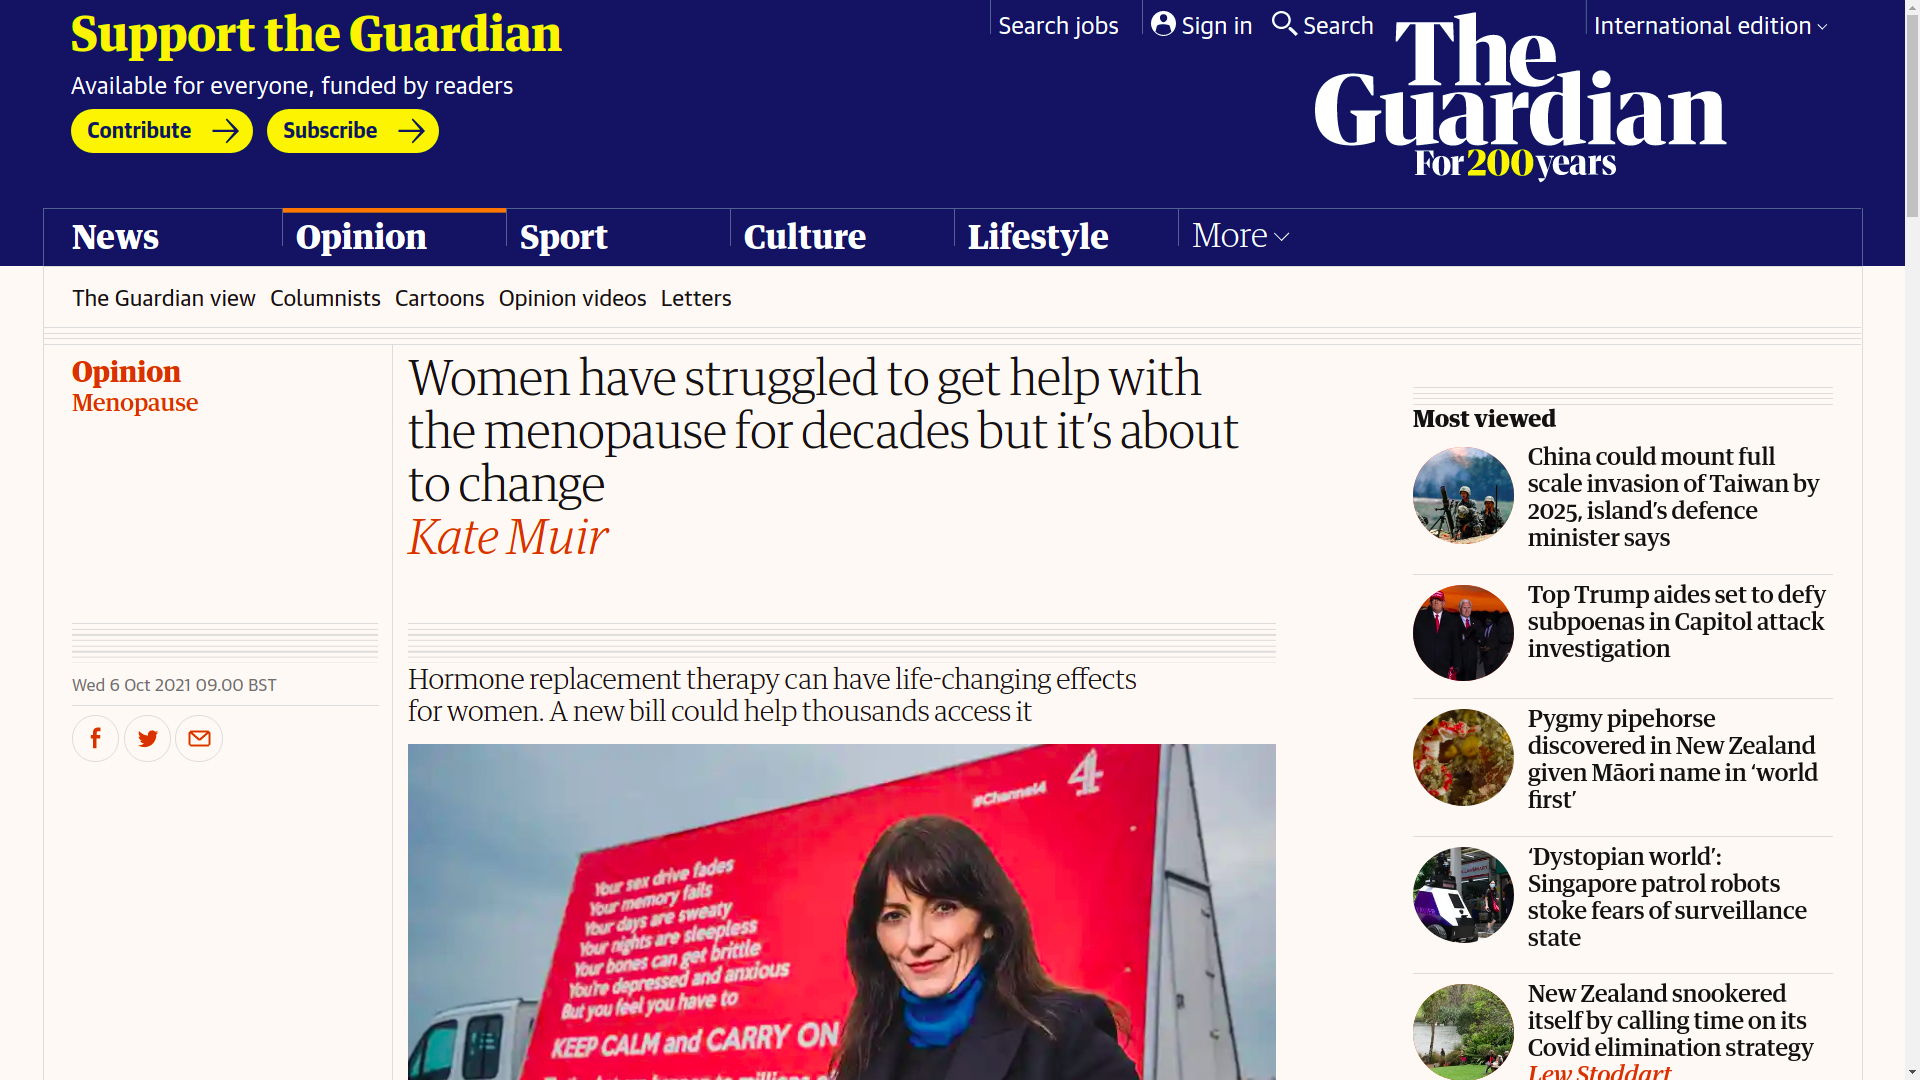 Support the Guardian
Available for everyone, funded by readers
Contribute
Subscribe
Search jobs
Sign in
Search
International edition
The
Guardian
For 200 years
News
Opinion
Sport
Culture
Lifestyle
More
The Guardian view
Columnists
Cartoons
Opinion videos
Letters
Opinion
Menopause
Women have struggled to get help with
the menopause for decades but it’s about
to change
Kate Muir
Wed 6 Oct 2021 09.00 BST
Hormone replacement therapy can have life-changing effects
for women. A new bill could help thousands access it
#Channel4
4
Your sex drive fades
Your memory fails
Your days are sweaty
Your nights are sleepless
Your bones can get brittle
You're depressed and anxious
But you feel you have to
KEEP CALM and CARRY ON
Most viewed
China could mount full
scale invasion of Taiwan by
2025, island’s defence
minister says
Top Trump aides set to defy
subpoenas in Capitol attack
investigation
Pygmy pipehorse
discovered in New Zealand
given Māori name in ‘world
first’
‘Dystopian world’:
Singapore patrol robots
stoke fears of surveillance
state
New Zealand snookered
itself by calling time on its
Covid elimination strategy
Lew Stoddart